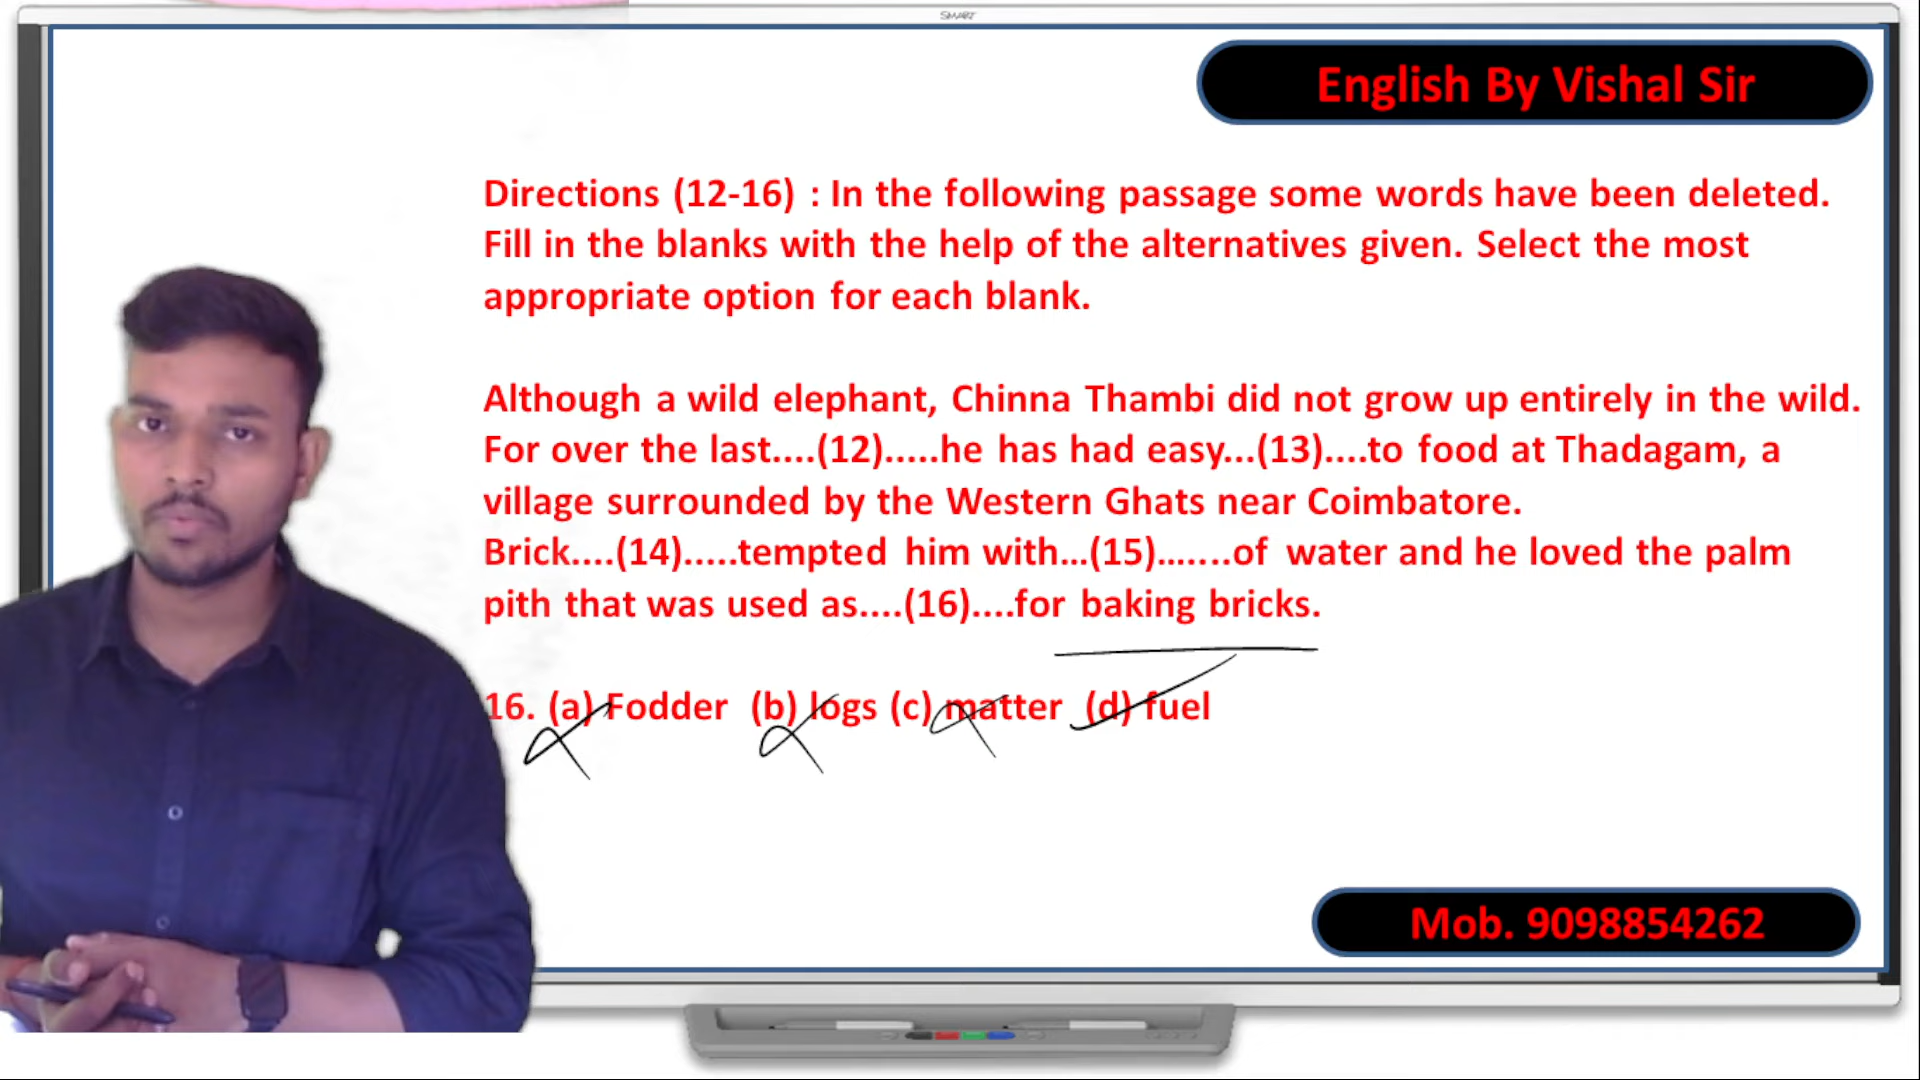 SMART
English By Vishal Sir
Directions (12-16) : In the following passage some words have been deleted.
Fill in the blanks with the help of the alternatives given. Select the most
appropriate option for each blank.
Although a wild elephant, Chinna Thambi did not grow up entirely in the wild.
For over the last....(12).....he has had easy...(13)....to food at Thadagam, a
village surrounded by the Western Ghats near Coimbatore.
Brick....(14).....tempted him with...(15).......of water and he loved the palm
pith that was used as....(16)....for baking bricks.
16. (a) Fodder (b) logs (c) matter (d) fuel
Mob. 9098854262